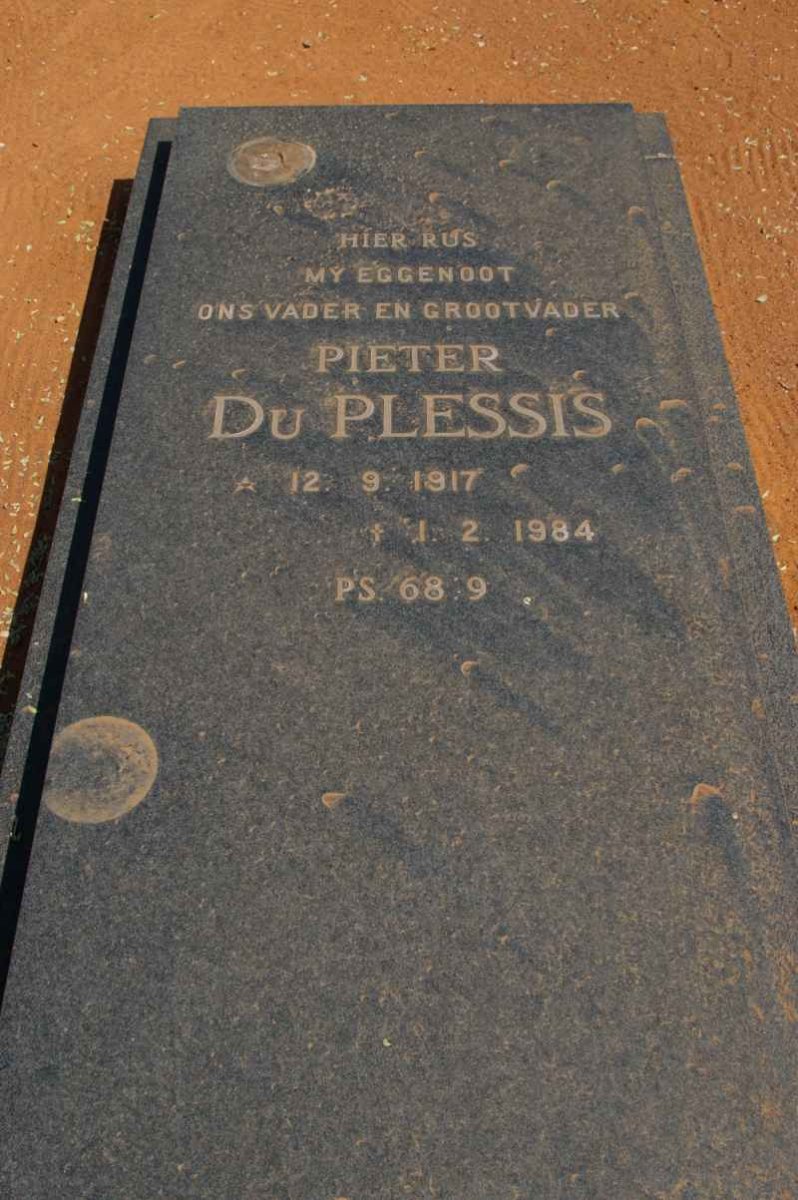 HIER RUS
MY EGGENOOT
ONS VADER EN GROOTVADER
PIETER
DU PLESSIS
☆ 12. 9. 1917
† 1. 2. 1984
PS. 68:9